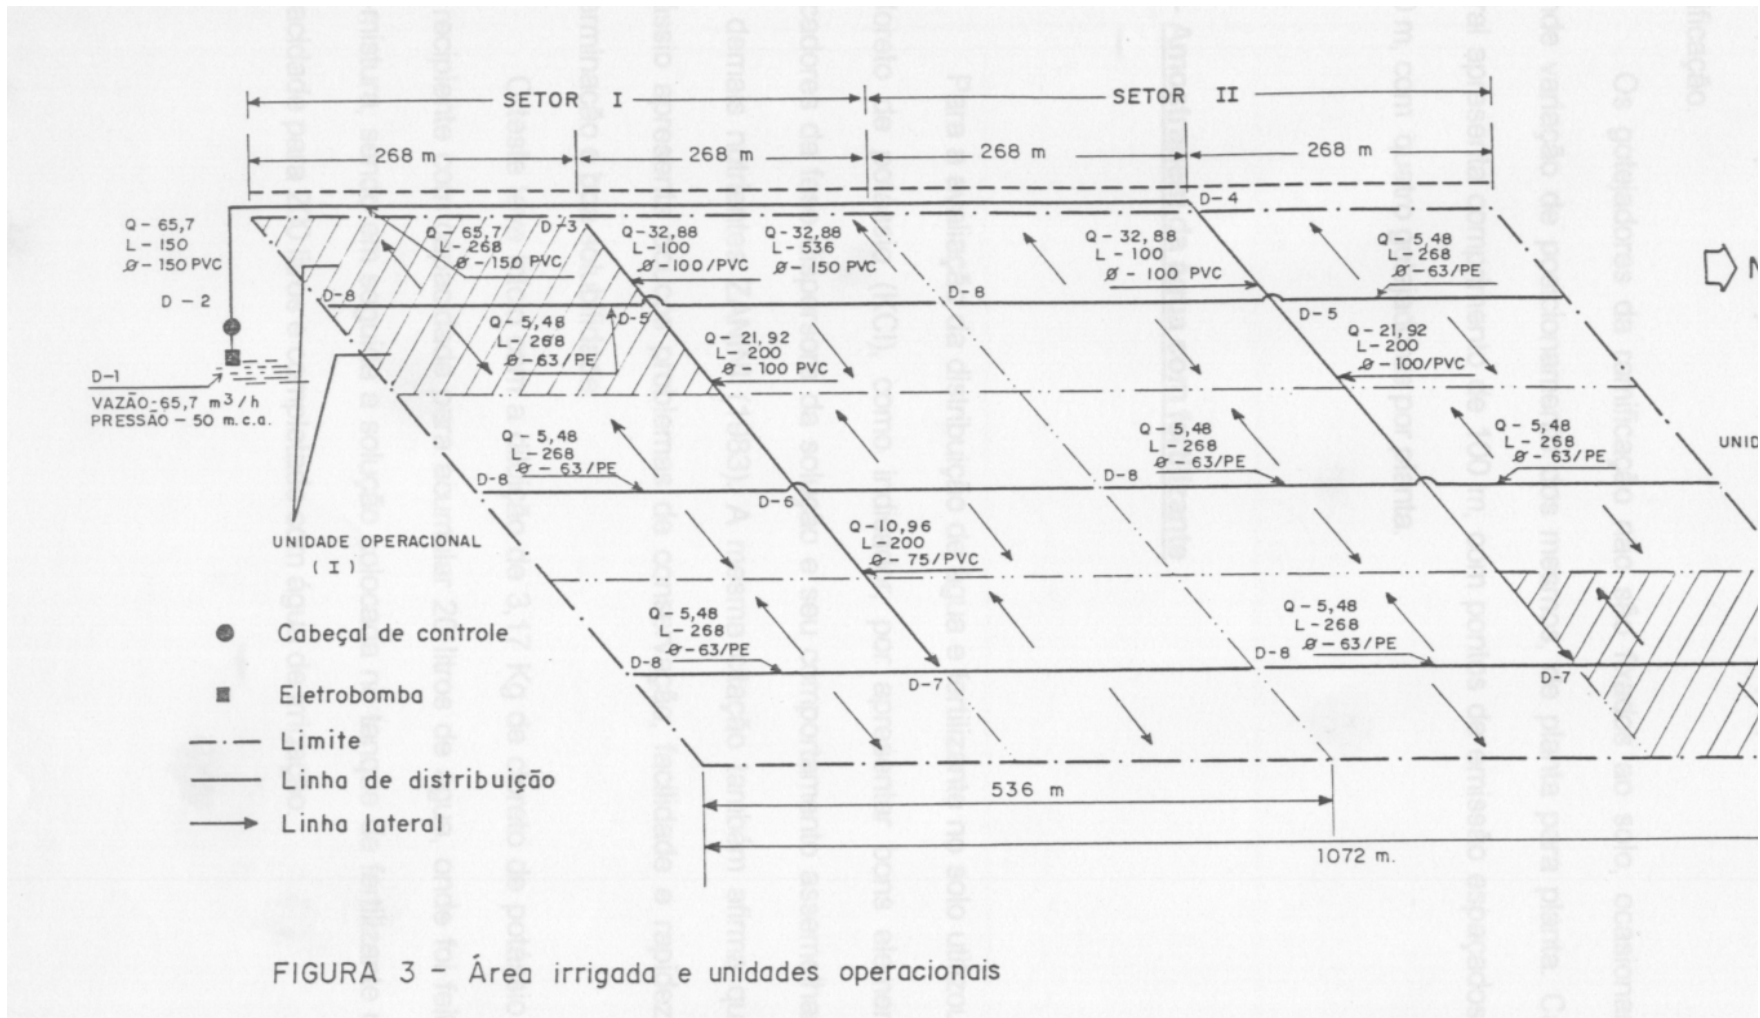 SETOR I
SETOR II
268 m
268 m
268 m
268 m
D-4
Q-65,7
L-150
Ø-150 PVC
D-2
Q-65,7
L-268
Ø-150 PVC
D-3
Q-32,88
L-100
Ø-100/PVC
Q-32,88
L-536
Ø-150 PVC
Q-32,88
L-100
Ø-100 PVC
Q-5,48
L-268
Ø-63/PE
N
D-8
D-5
D-8
D-5
Q-5,48
L-268
Ø-63/PE
Q-21,92
L-200
Ø-100 PVC
Q-21,92
L-200
Ø-100/PVC
D-1
VAZÃO-65,7 m³/h
PRESSÃO-50 m.c.a.
Q-5,48
L-268
Ø-63/PE
Q-5,48
L-268
Ø-63/PE
Q-5,48
L-268
Ø-63/PE
UNID
D-8
D-6
D-8
UNIDADE OPERACIONAL
(I)
Q-10,96
L-200
Ø-75/PVC
Q-5,48
L-268
Ø-63/PE
Q-5,48
L-268
Ø-63/PE
D-8
D-7
D-8
D-7
Cabeçal de controle
Eletrobomba
Limite
Linha de distribuição
Linha lateral
536 m
1072 m.
FIGURA 3 - Área irrigada e unidades operacionais